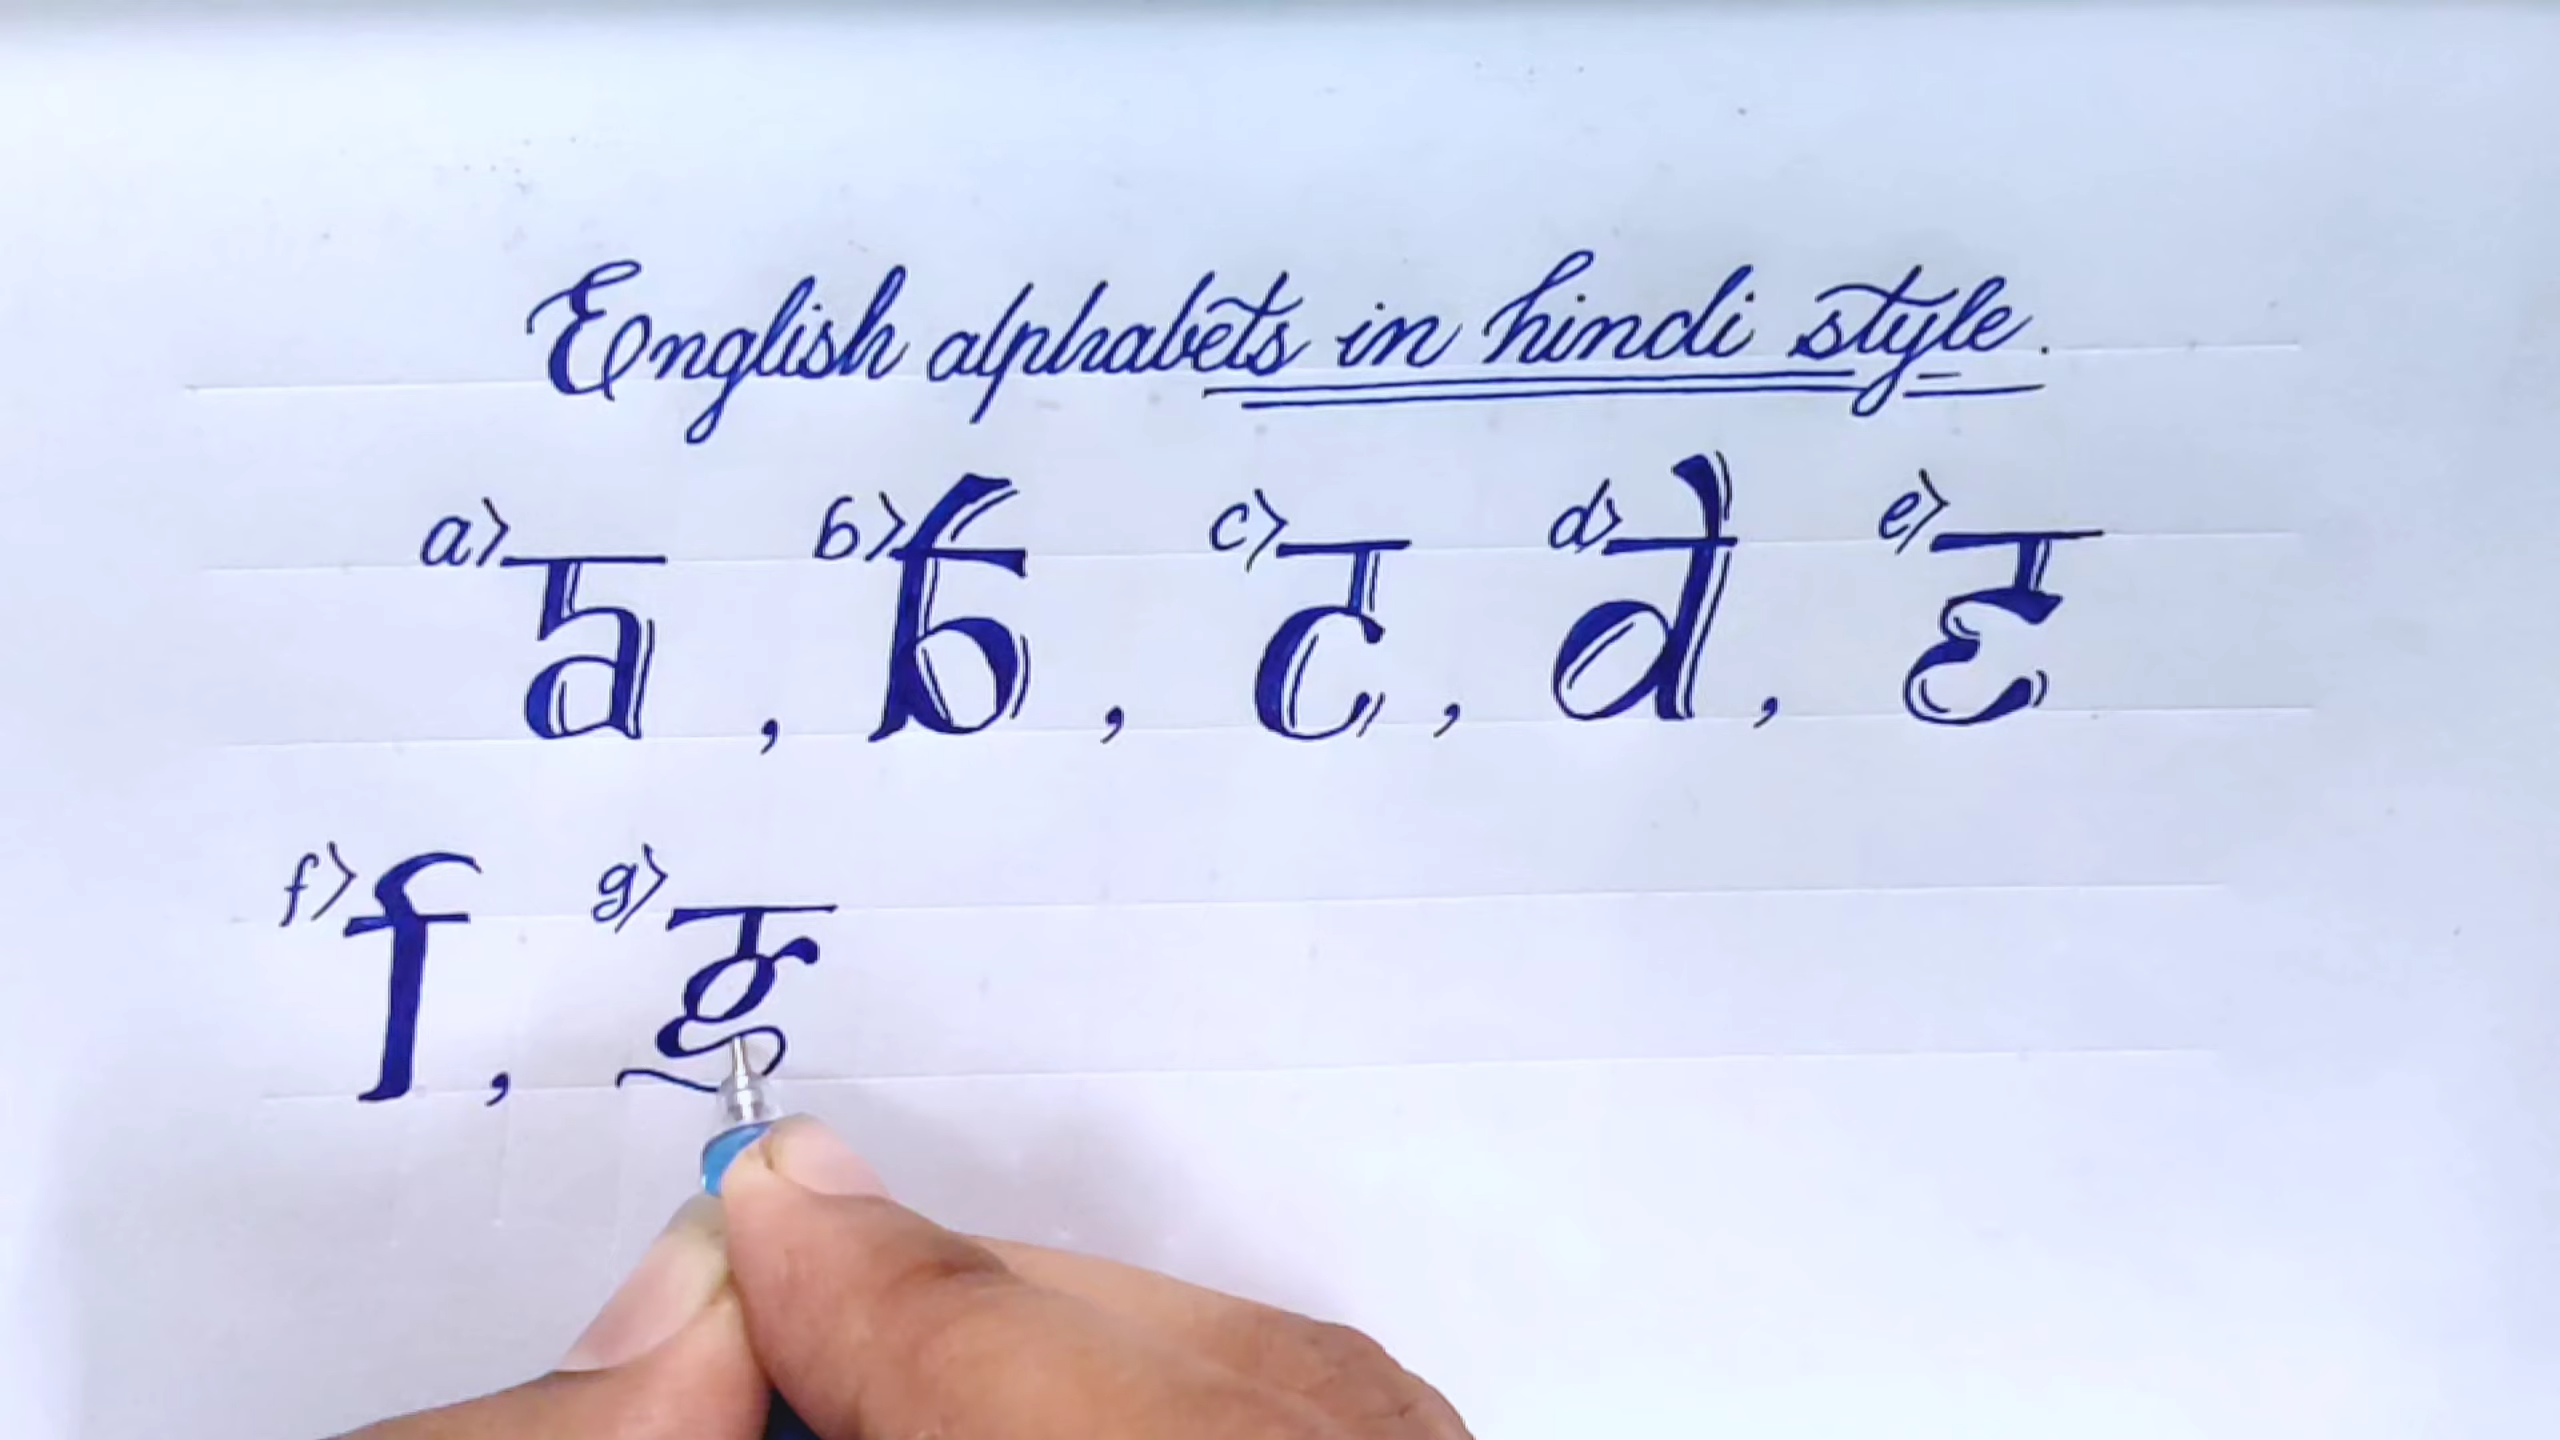 English alphabets in hindi style.
a> a , b> b , c> c , d> d , e> e
f> f , g> g